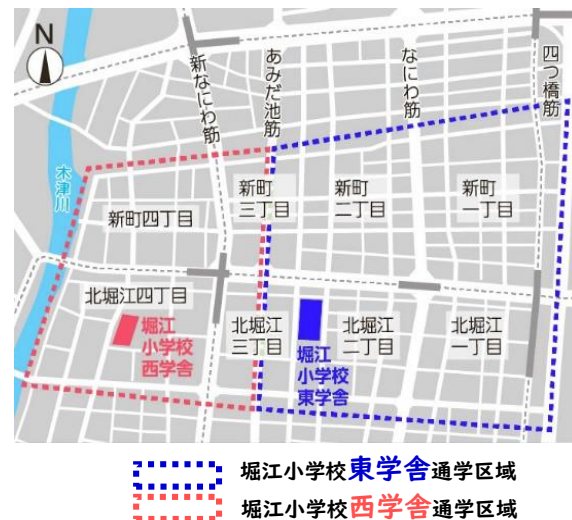 N
新なにわ筋
あみだ池筋
なにわ筋
四つ橋筋
木津川
新町四丁目
新町
三丁目
新町
二丁目
新町
一丁目
北堀江四丁目
堀江
小学校
西学舎
北堀江
三丁目
堀江
小学校
東学舎
北堀江
二丁目
北堀江
一丁目
堀江小学校東学舎通学区域
堀江小学校西学舎通学区域